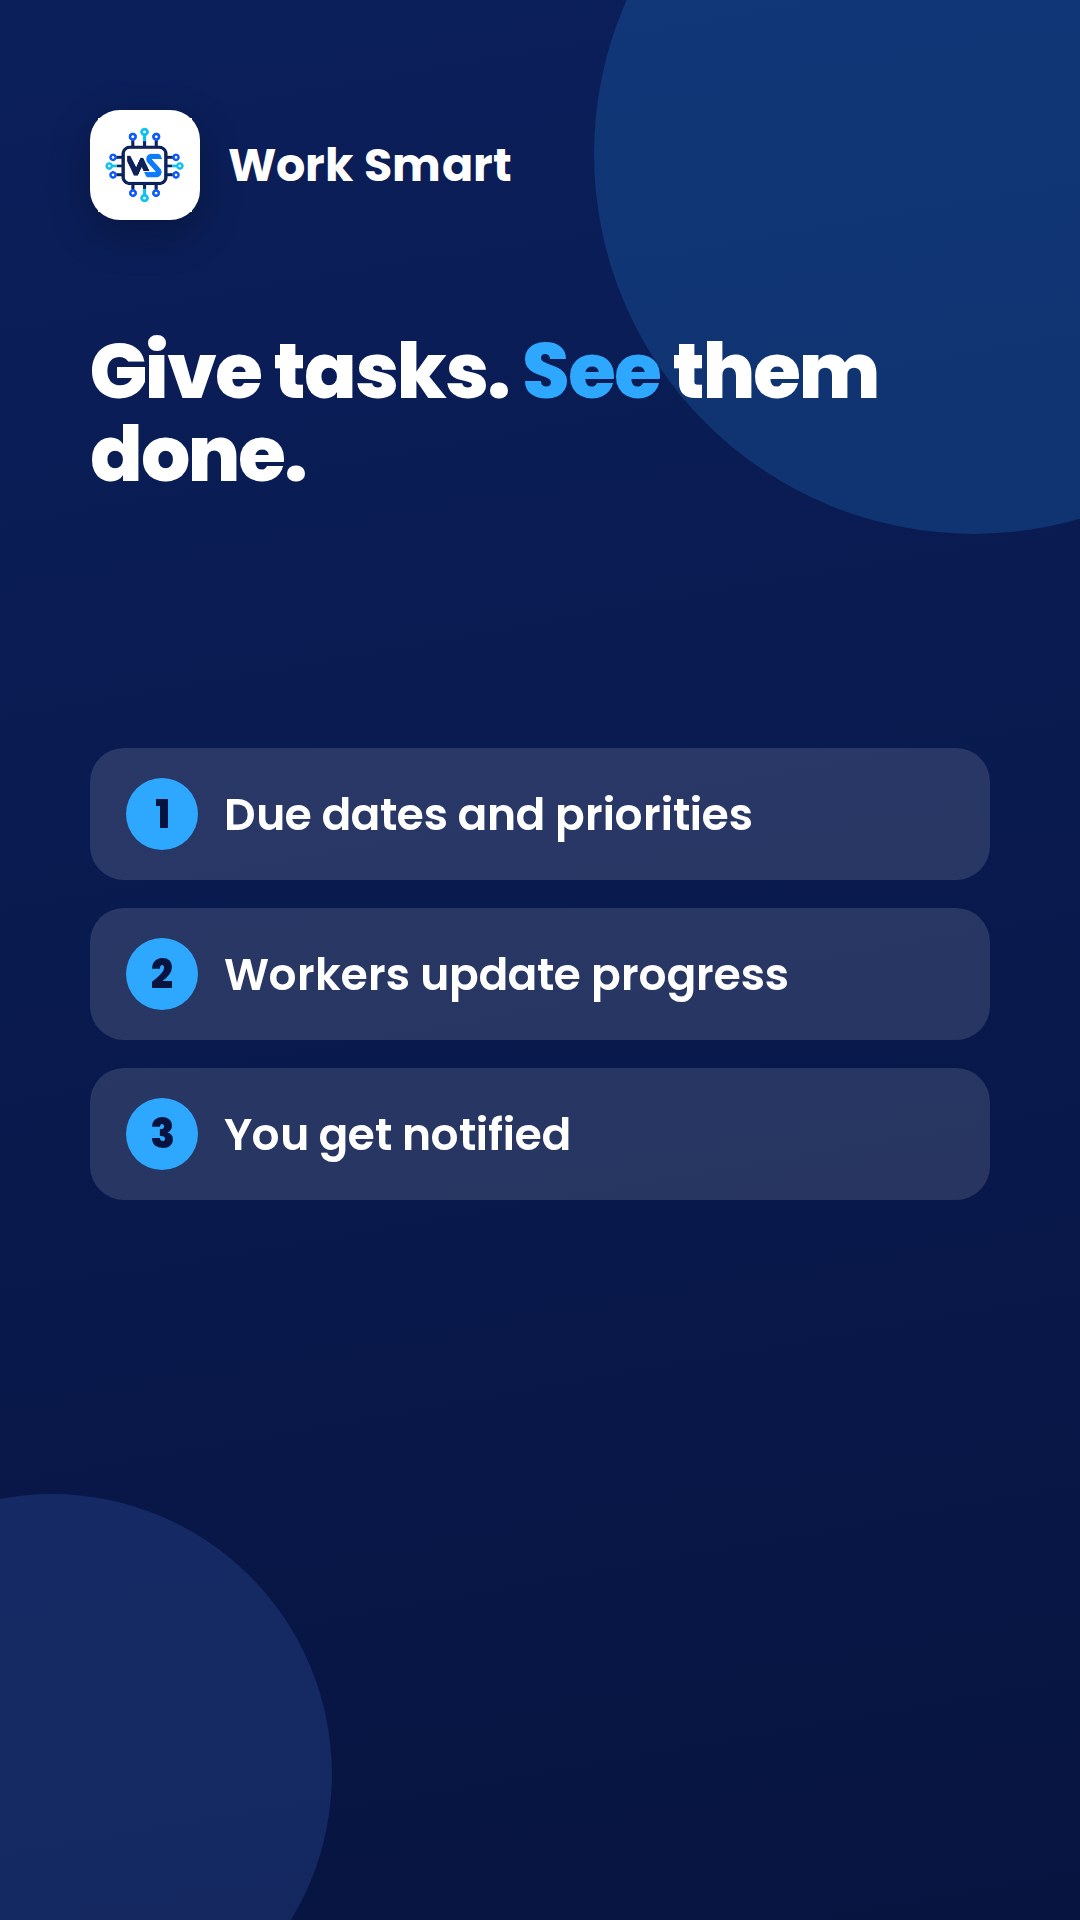 WS
Work Smart
Give tasks. See them
done.
1 Due dates and priorities
2 Workers update progress
3 You get notified